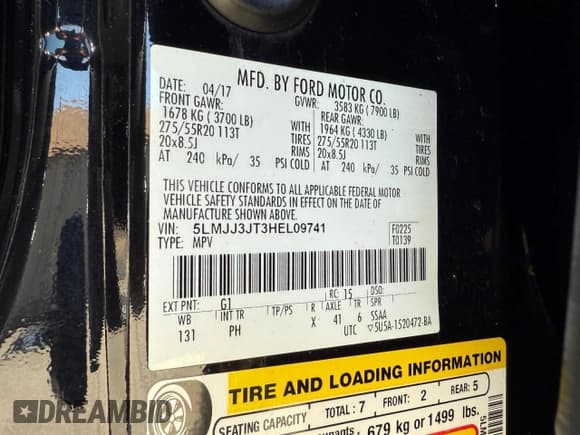 MFD. BY FORD MOTOR CO.
DATE: 04/17 GVWR: 3583 KG ( 7900 LB)
FRONT GAWR: REAR GAWR:
1678 KG ( 3700 LB) 1964 KG ( 4330 LB)
275/55R20 113T WITH TIRES 275/55R20 113T WITH TIRES
20x8.5J RIMS 20x8.5J RIMS
AT 240 kPa/ 35 PSI COLD AT 240 kPa/ 35 PSI COLD
THIS VEHICLE CONFORMS TO ALL APPLICABLE FEDERAL MOTOR
VEHICLE SAFETY STANDARDS IN EFFECT ON THE DATE OF
MANUFACTURE SHOWN ABOVE.
VIN: 5LMJJ3JT3HEL09741 F0225
TYPE: MPV T0139
EXT PNT: G1 RC: 15 DSO:
WB INT TR TP/PS R AXLE TR SPR
131 PH X 41 6 SSAA
UTC ▽5U5A-1520472-BA
TIRE AND LOADING INFORMATION
SEATING CAPACITY TOTAL : 7 FRONT : 2 REAR: 5
upants 679 kg or 1499 lbs.
DREAMBID